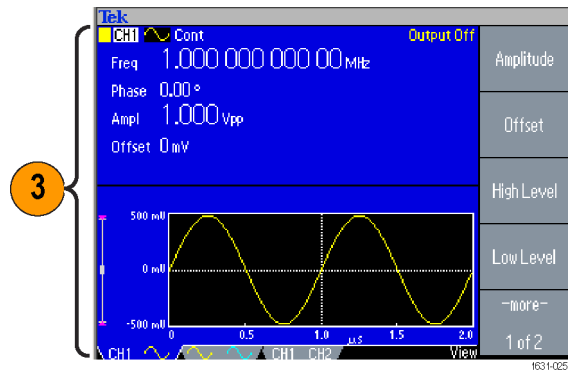 Tek
CH1 Cont Output Off
Freq 1.000 000 000 00 MHz
Phase 0.00 °
Ampl 1.000 Vpp
Offset 0 mV
500 mV
0 mV
-500 mV
0 0.5 1.0 µs 1.5 2.0
CH1 CH1 CH2 View
Amplitude
Offset
High Level
Low Level
-more-
1 of 2
3
1631-025